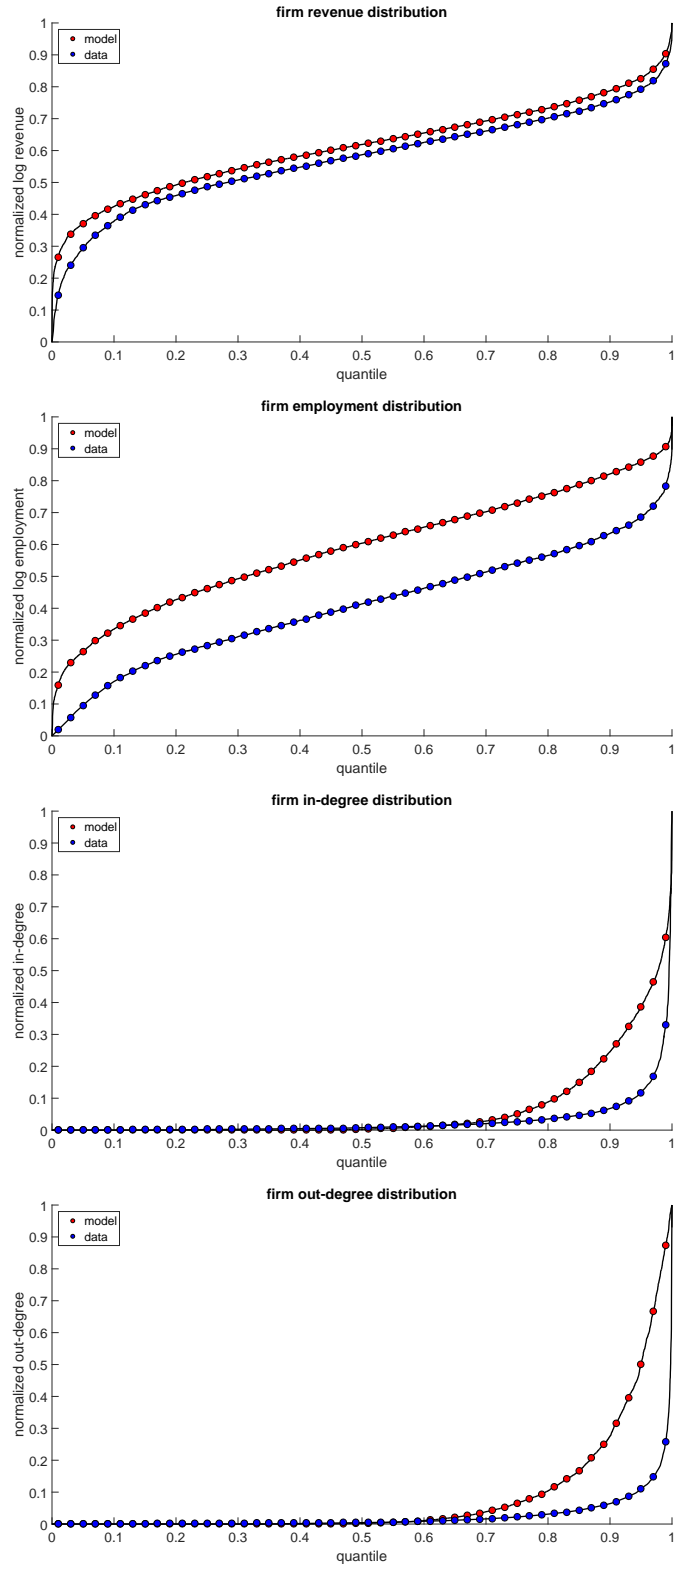 firm revenue distribution
model
data
normalized log revenue
1
0.9
0.8
0.7
0.6
0.5
0.4
0.3
0.2
0.1
0
0 0.1 0.2 0.3 0.4 0.5 0.6 0.7 0.8 0.9 1
quantile
firm employment distribution
model
data
normalized log employment
1
0.9
0.8
0.7
0.6
0.5
0.4
0.3
0.2
0.1
0
0 0.1 0.2 0.3 0.4 0.5 0.6 0.7 0.8 0.9 1
quantile
firm in-degree distribution
model
data
normalized in-degree
1
0.9
0.8
0.7
0.6
0.5
0.4
0.3
0.2
0.1
0
0 0.1 0.2 0.3 0.4 0.5 0.6 0.7 0.8 0.9 1
quantile
firm out-degree distribution
model
data
normalized out-degree
1
0.9
0.8
0.7
0.6
0.5
0.4
0.3
0.2
0.1
0
0 0.1 0.2 0.3 0.4 0.5 0.6 0.7 0.8 0.9 1
quantile